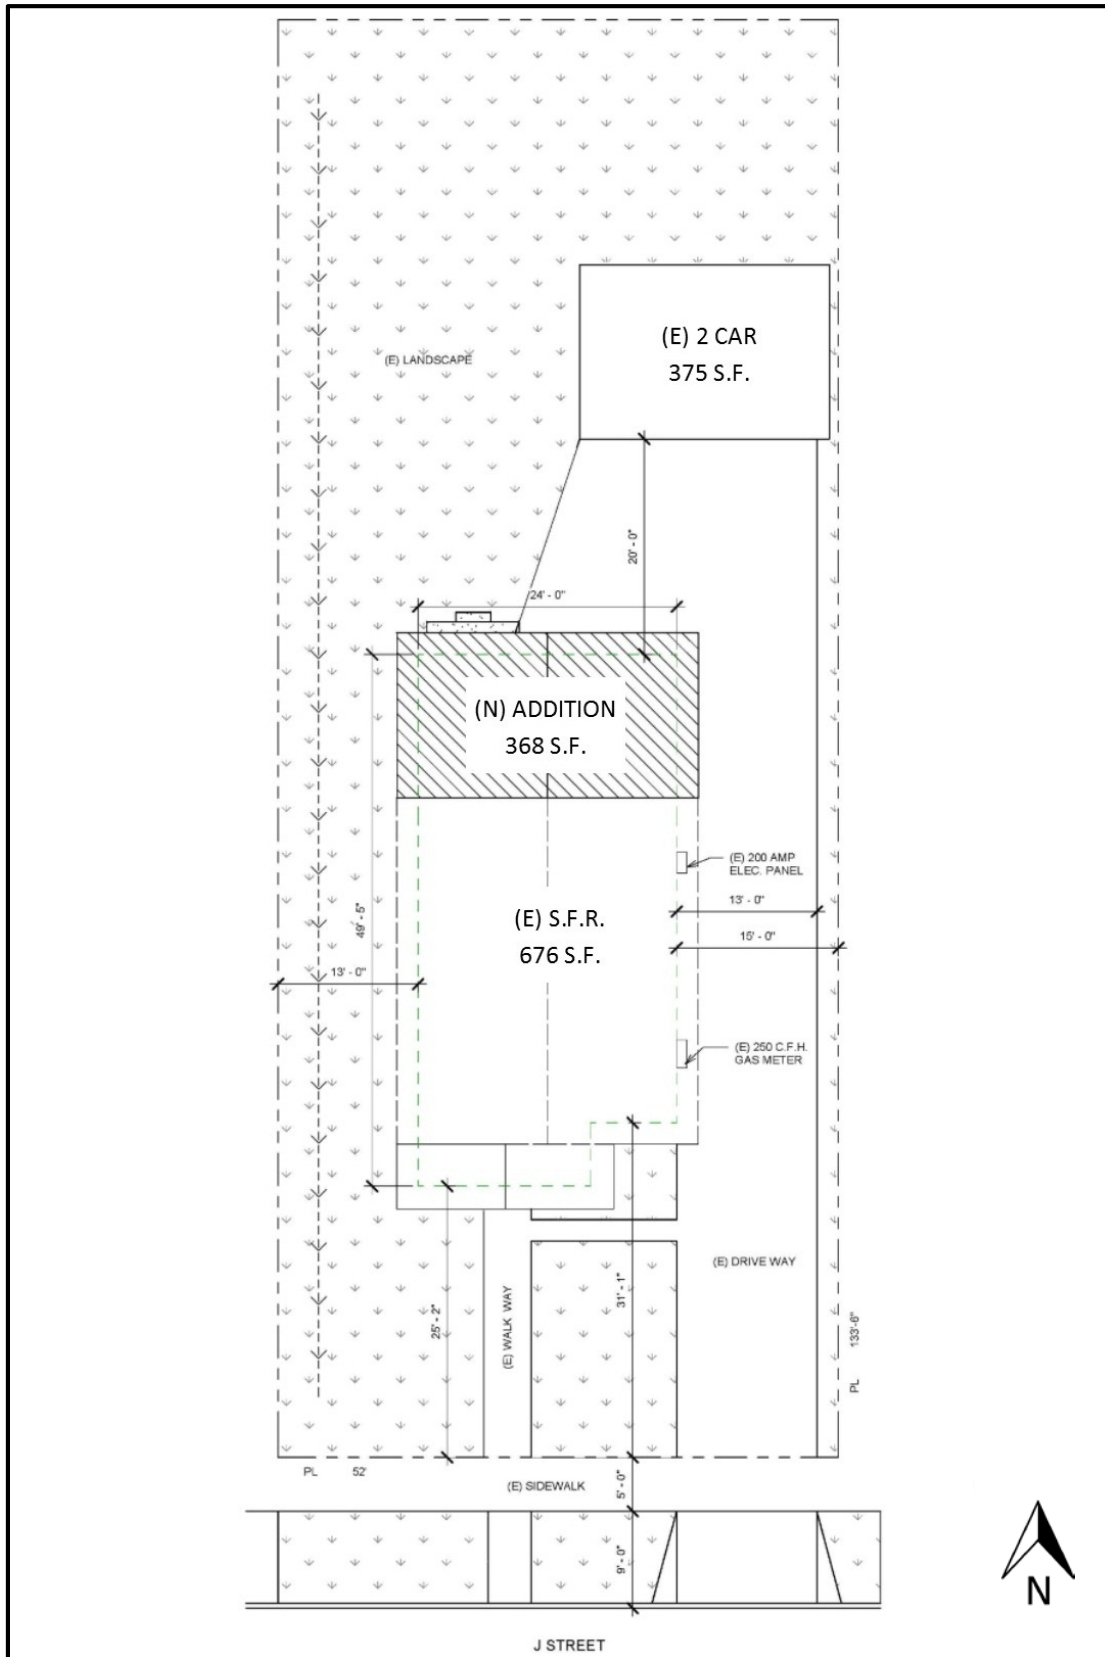 (E) 2 CAR
375 S.F.
(E) LANDSCAPE
20' - 0"
24' - 0"
(N) ADDITION
368 S.F.
(E) 200 AMP
ELEC. PANEL
13' - 0"
49' - 5"
(E) S.F.R.
676 S.F.
15' - 0"
13' - 0"
(E) 250 C.F.H.
GAS METER
(E) DRIVE WAY
31' - 1"
25' - 2"
(E) WALK WAY
133'-6"
PL
PL 52'
(E) SIDEWALK
5' - 0"
9' - 0"
N
J STREET